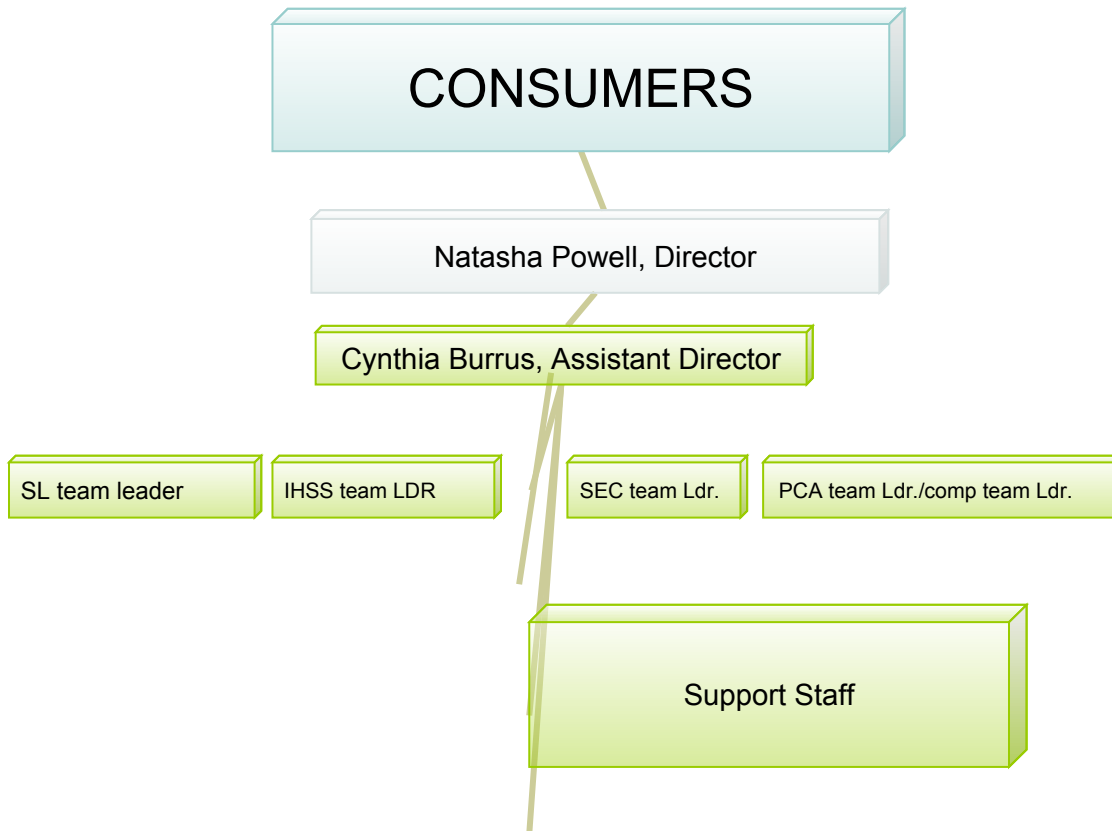 CONSUMERS
Natasha Powell, Director
Cynthia Burrus, Assistant Director
SL team leader
IHSS team LDR
SEC team Ldr.
PCA team Ldr./comp team Ldr.
Support Staff